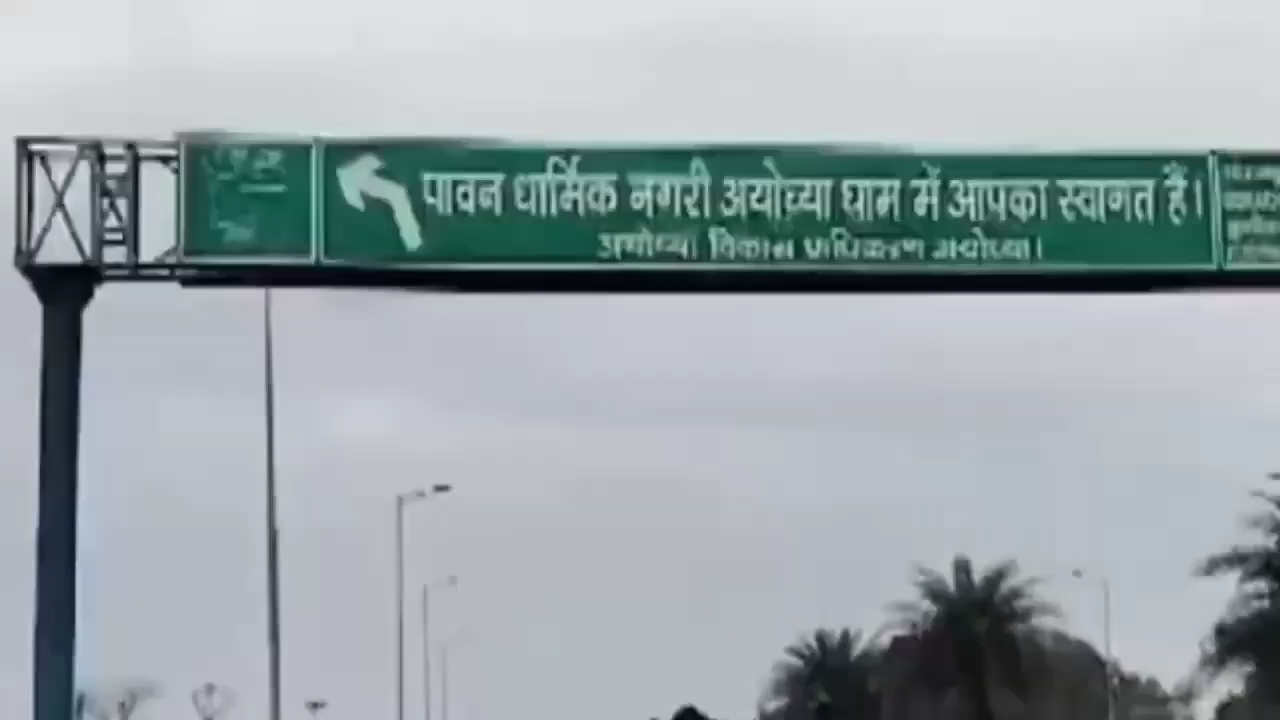 पावन धार्मिक नगरी अयोध्या धाम में आपका स्वागत हैं।
अयोध्या विकास प्राधिकरण अयोध्या।